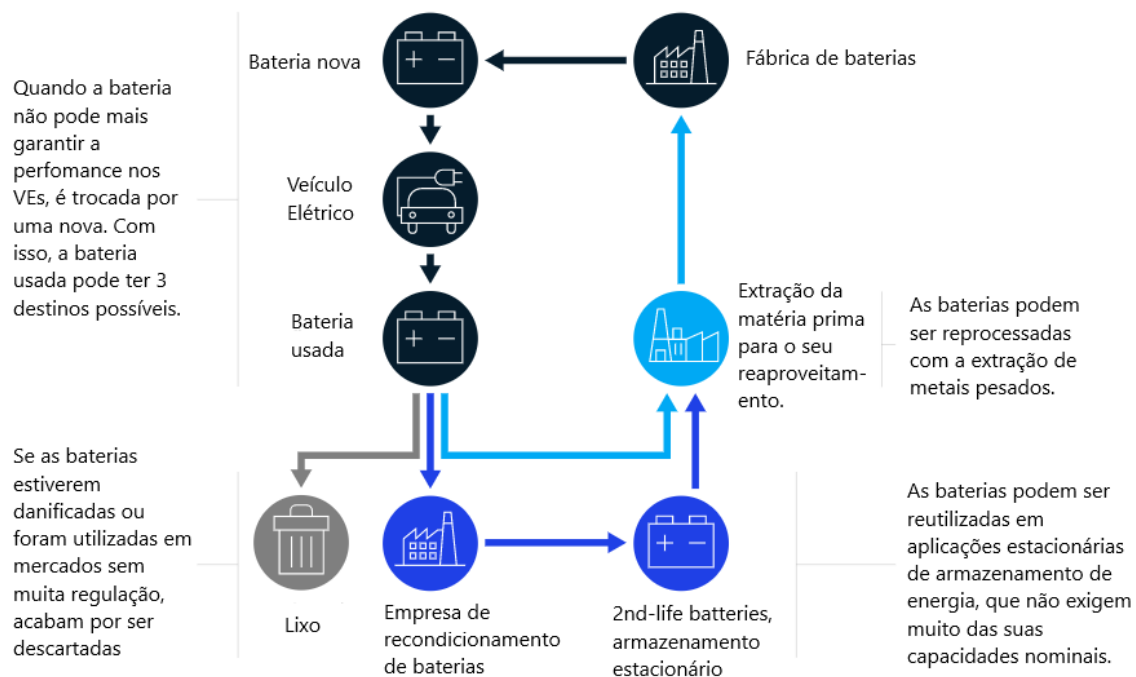 Bateria nova
Fábrica de baterias
Quando a bateria
não pode mais
garantir a
perfomance nos
VEs, é trocada por
uma nova. Com
isso, a bateria
usada pode ter 3
destinos possíveis.
Veículo
Elétrico
Bateria
usada
Extração da
matéria prima
para o seu
reaproveitam-
ento.
As baterias podem
ser reprocessadas
com a extração de
metais pesados.
Se as baterias
estiverem
danificadas ou
foram utilizadas em
mercados sem
muita regulação,
acabam por ser
descartadas
Lixo
Empresa de
recondicionamento
de baterias
2nd-life batteries,
armazenamento
estacionário
As baterias podem ser
reutilizadas em
aplicações estacionárias
de armazenamento de
energia, que não exigem
muito das suas
capacidades nominais.